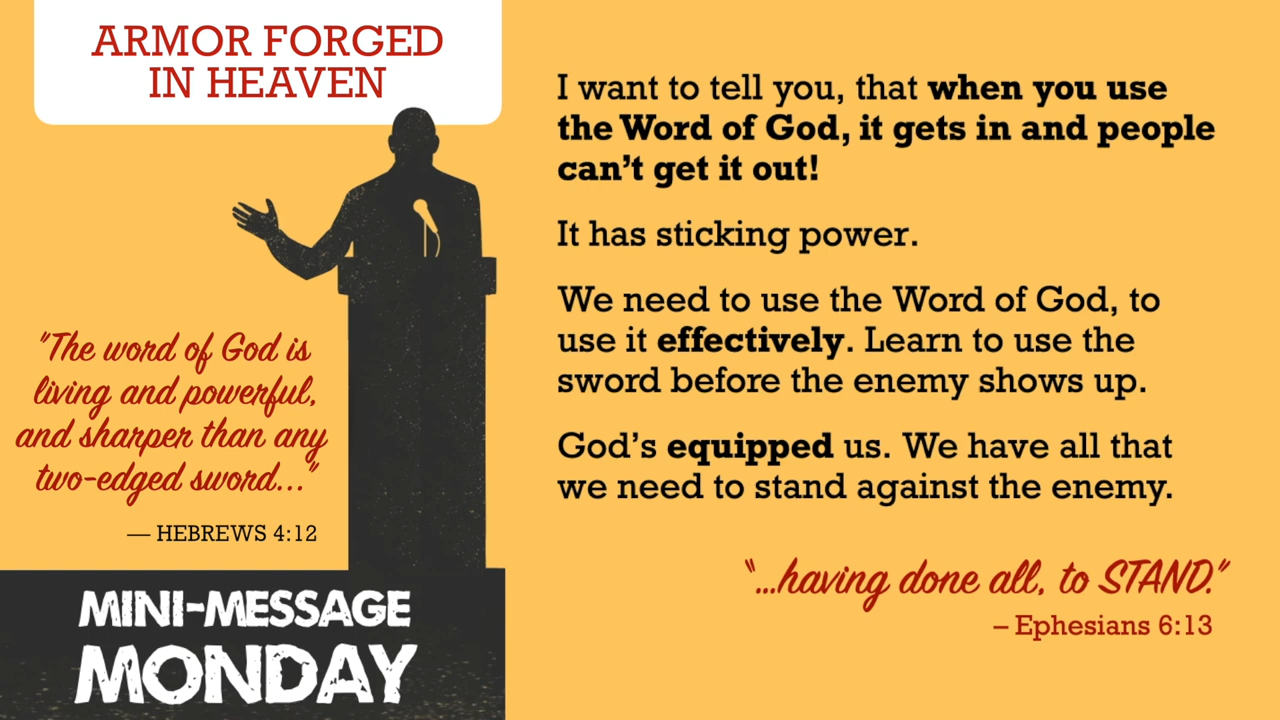 ARMOR FORGED
IN HEAVEN
"The word of God is
living and powerful,
and sharper than any
two-edged sword..."
— HEBREWS 4:12
MINI-MESSAGE
MONDAY
I want to tell you, that when you use
the Word of God, it gets in and people
can't get it out!
It has sticking power.
We need to use the Word of God, to
use it effectively. Learn to use the
sword before the enemy shows up.
God's equipped us. We have all that
we need to stand against the enemy.
"...having done all, to STAND."
– Ephesians 6:13